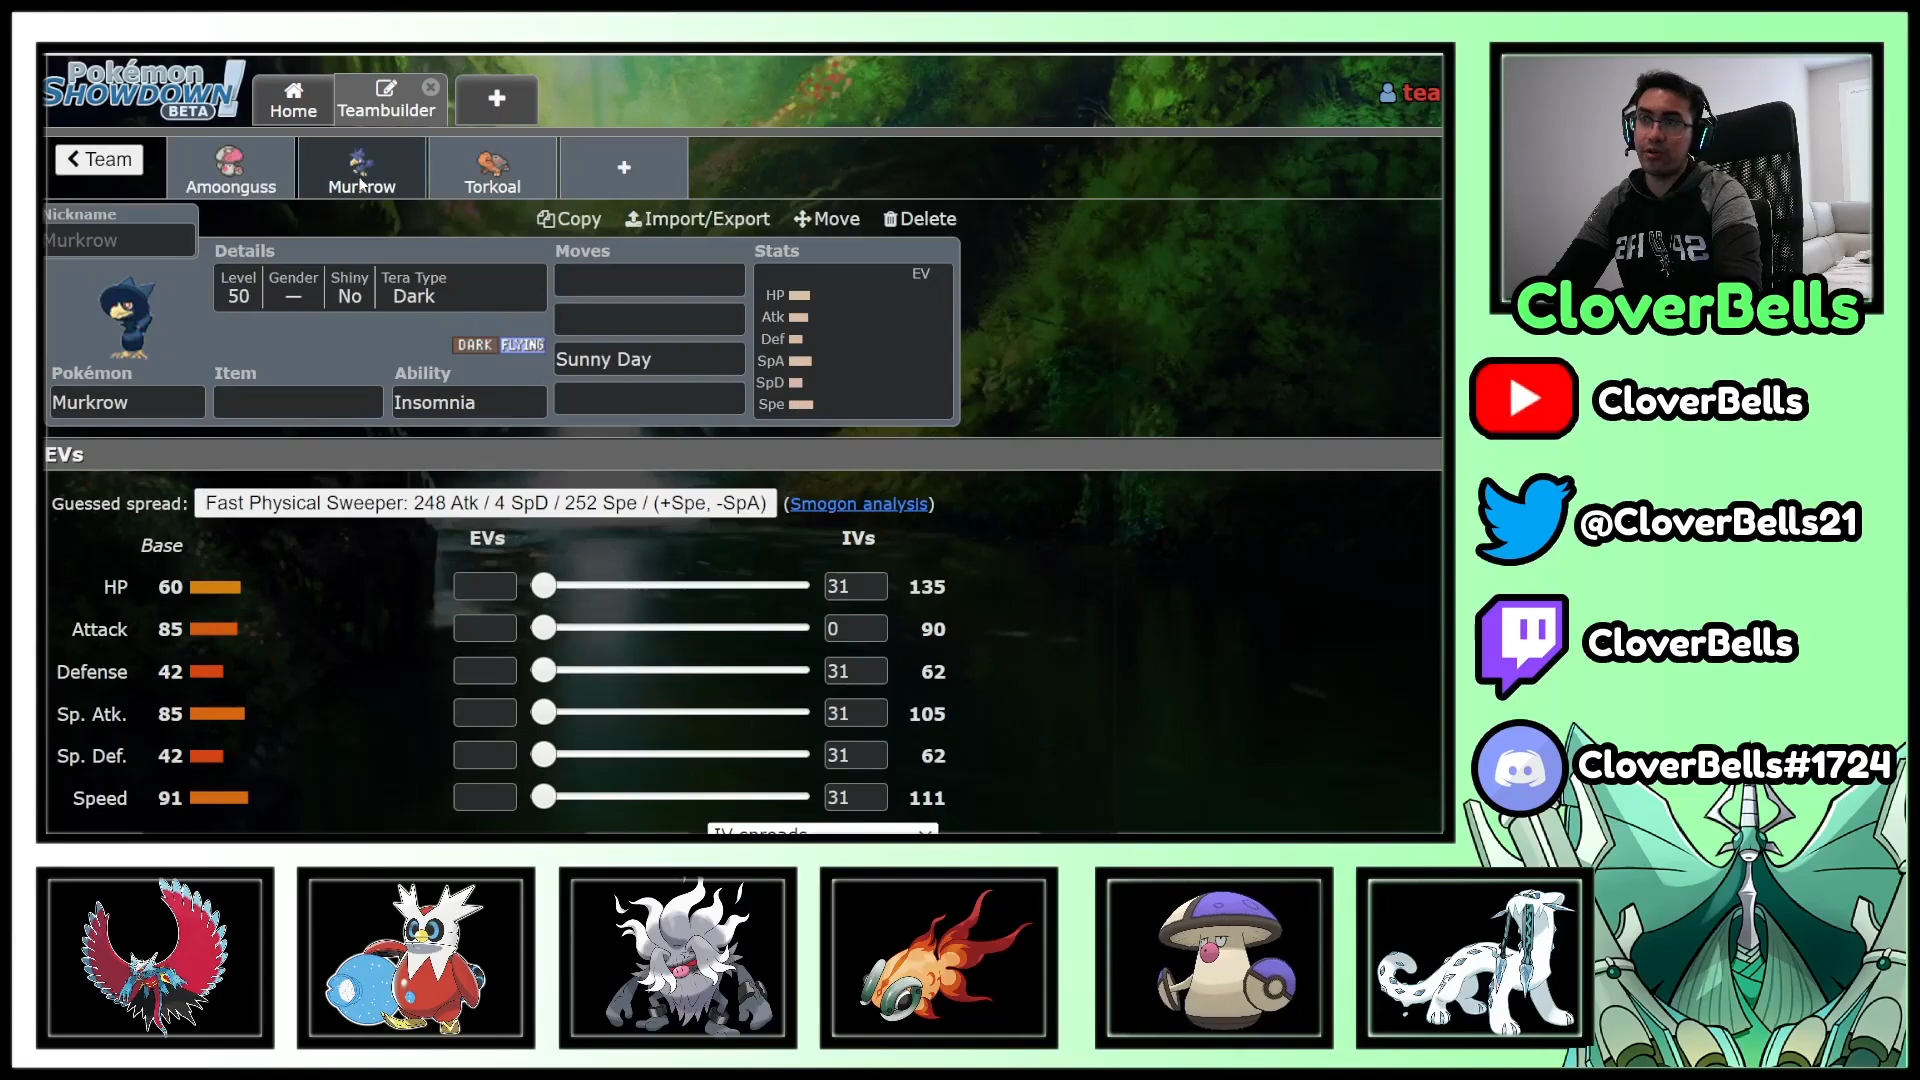 Pokémon
SHOWDOWN!
BETA
Home
Teambuilder
tea
Team
Amoonguss
Murkrow
Torkoal
Copy
Import/Export
Move
Delete
Nickname
Murkrow
Details
Moves
Stats
Level
Gender
Shiny
Tera Type
50
—
No
Dark
EV
HP
Atk
Def
SpA
SpD
Spe
DARK
FLYING
Sunny Day
Pokémon
Item
Ability
Murkrow
Insomnia
EVs
Guessed spread:
Fast Physical Sweeper: 248 Atk / 4 SpD / 252 Spe / (+Spe, -SpA)
(Smogon analysis)
Base
EVs
IVs
HP 60 31 135
Attack 85 0 90
Defense 42 31 62
Sp. Atk. 85 31 105
Sp. Def. 42 31 62
Speed 91 31 111
IV spreads
CloverBells
CloverBells
@CloverBells21
CloverBells
CloverBells#1724